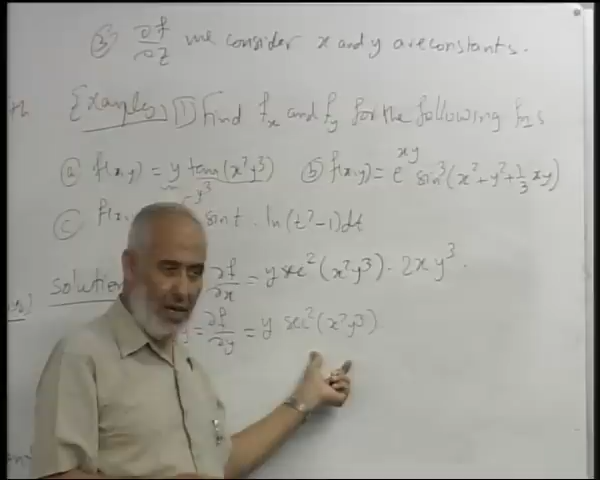 ③ ∂f/∂z we consider x and y are constants.
Examples ① Find fx and fy for the following fns
ⓐ f(x,y) = y tan(x²y³) ⓑ f(x,y) = e^xy sin³(x²+y²+1/3 xy)
ⓒ f(x, y³ sin t · ln(t²-1)dt
solution ∂f/∂x = y sec²(x²y³) · 2xy³.
= ∂f/∂y = y sec²(x²y³)